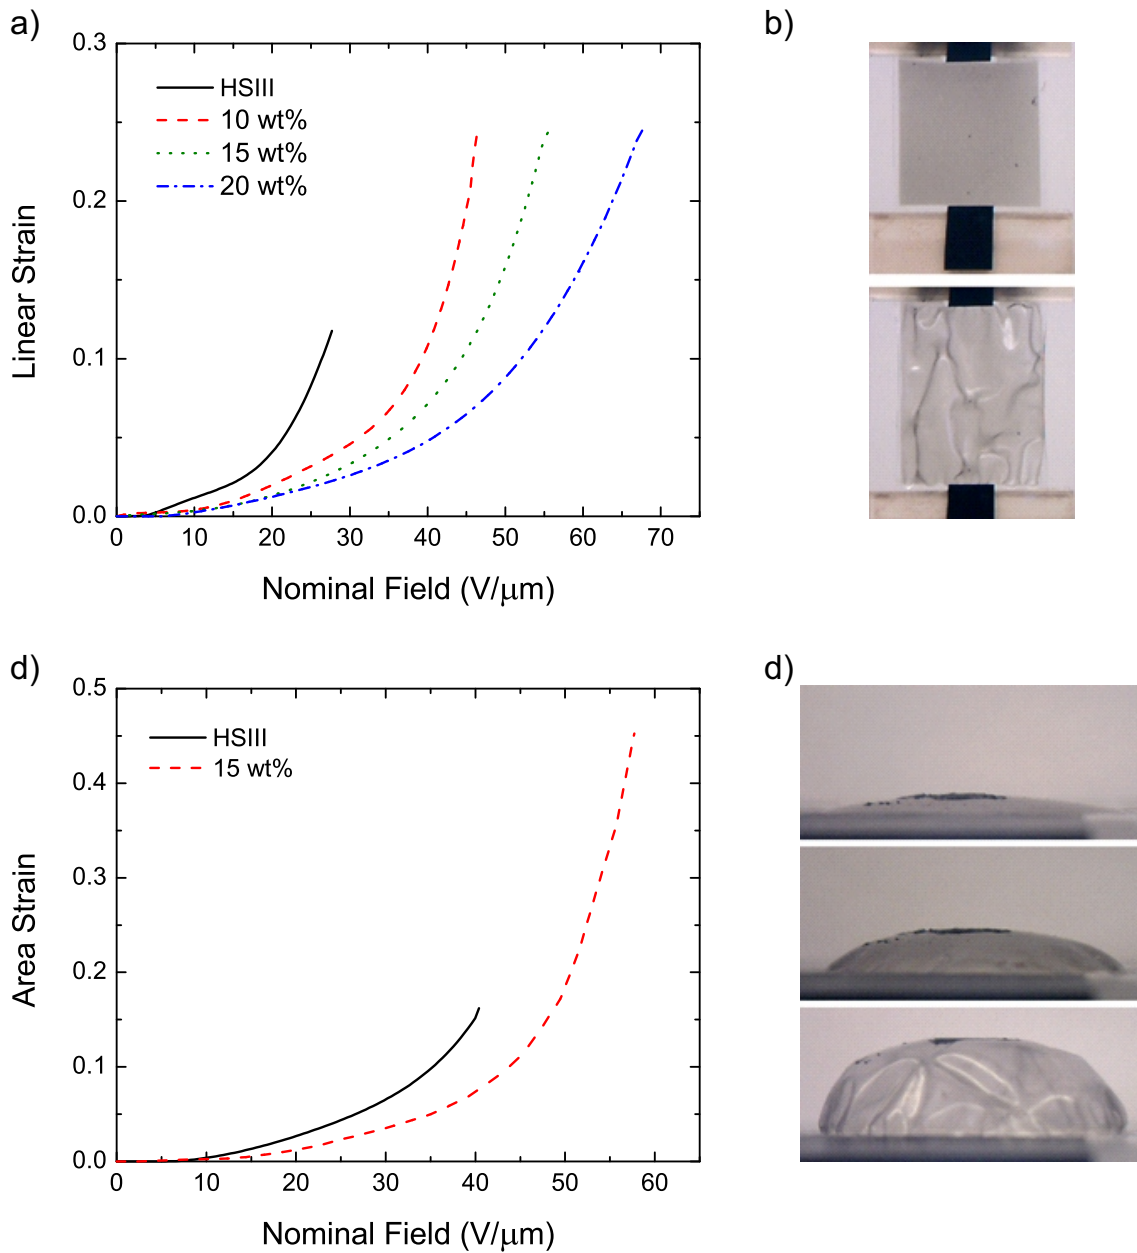 a)
b)
0.3
0.2
0.1
0.0
Linear Strain
HSIII
10 wt%
15 wt%
20 wt%
0 10 20 30 40 50 60 70
Nominal Field (V/μm)
d)
d)
0.5
0.4
0.3
0.2
0.1
0.0
Area Strain
HSIII
15 wt%
0 10 20 30 40 50 60
Nominal Field (V/μm)